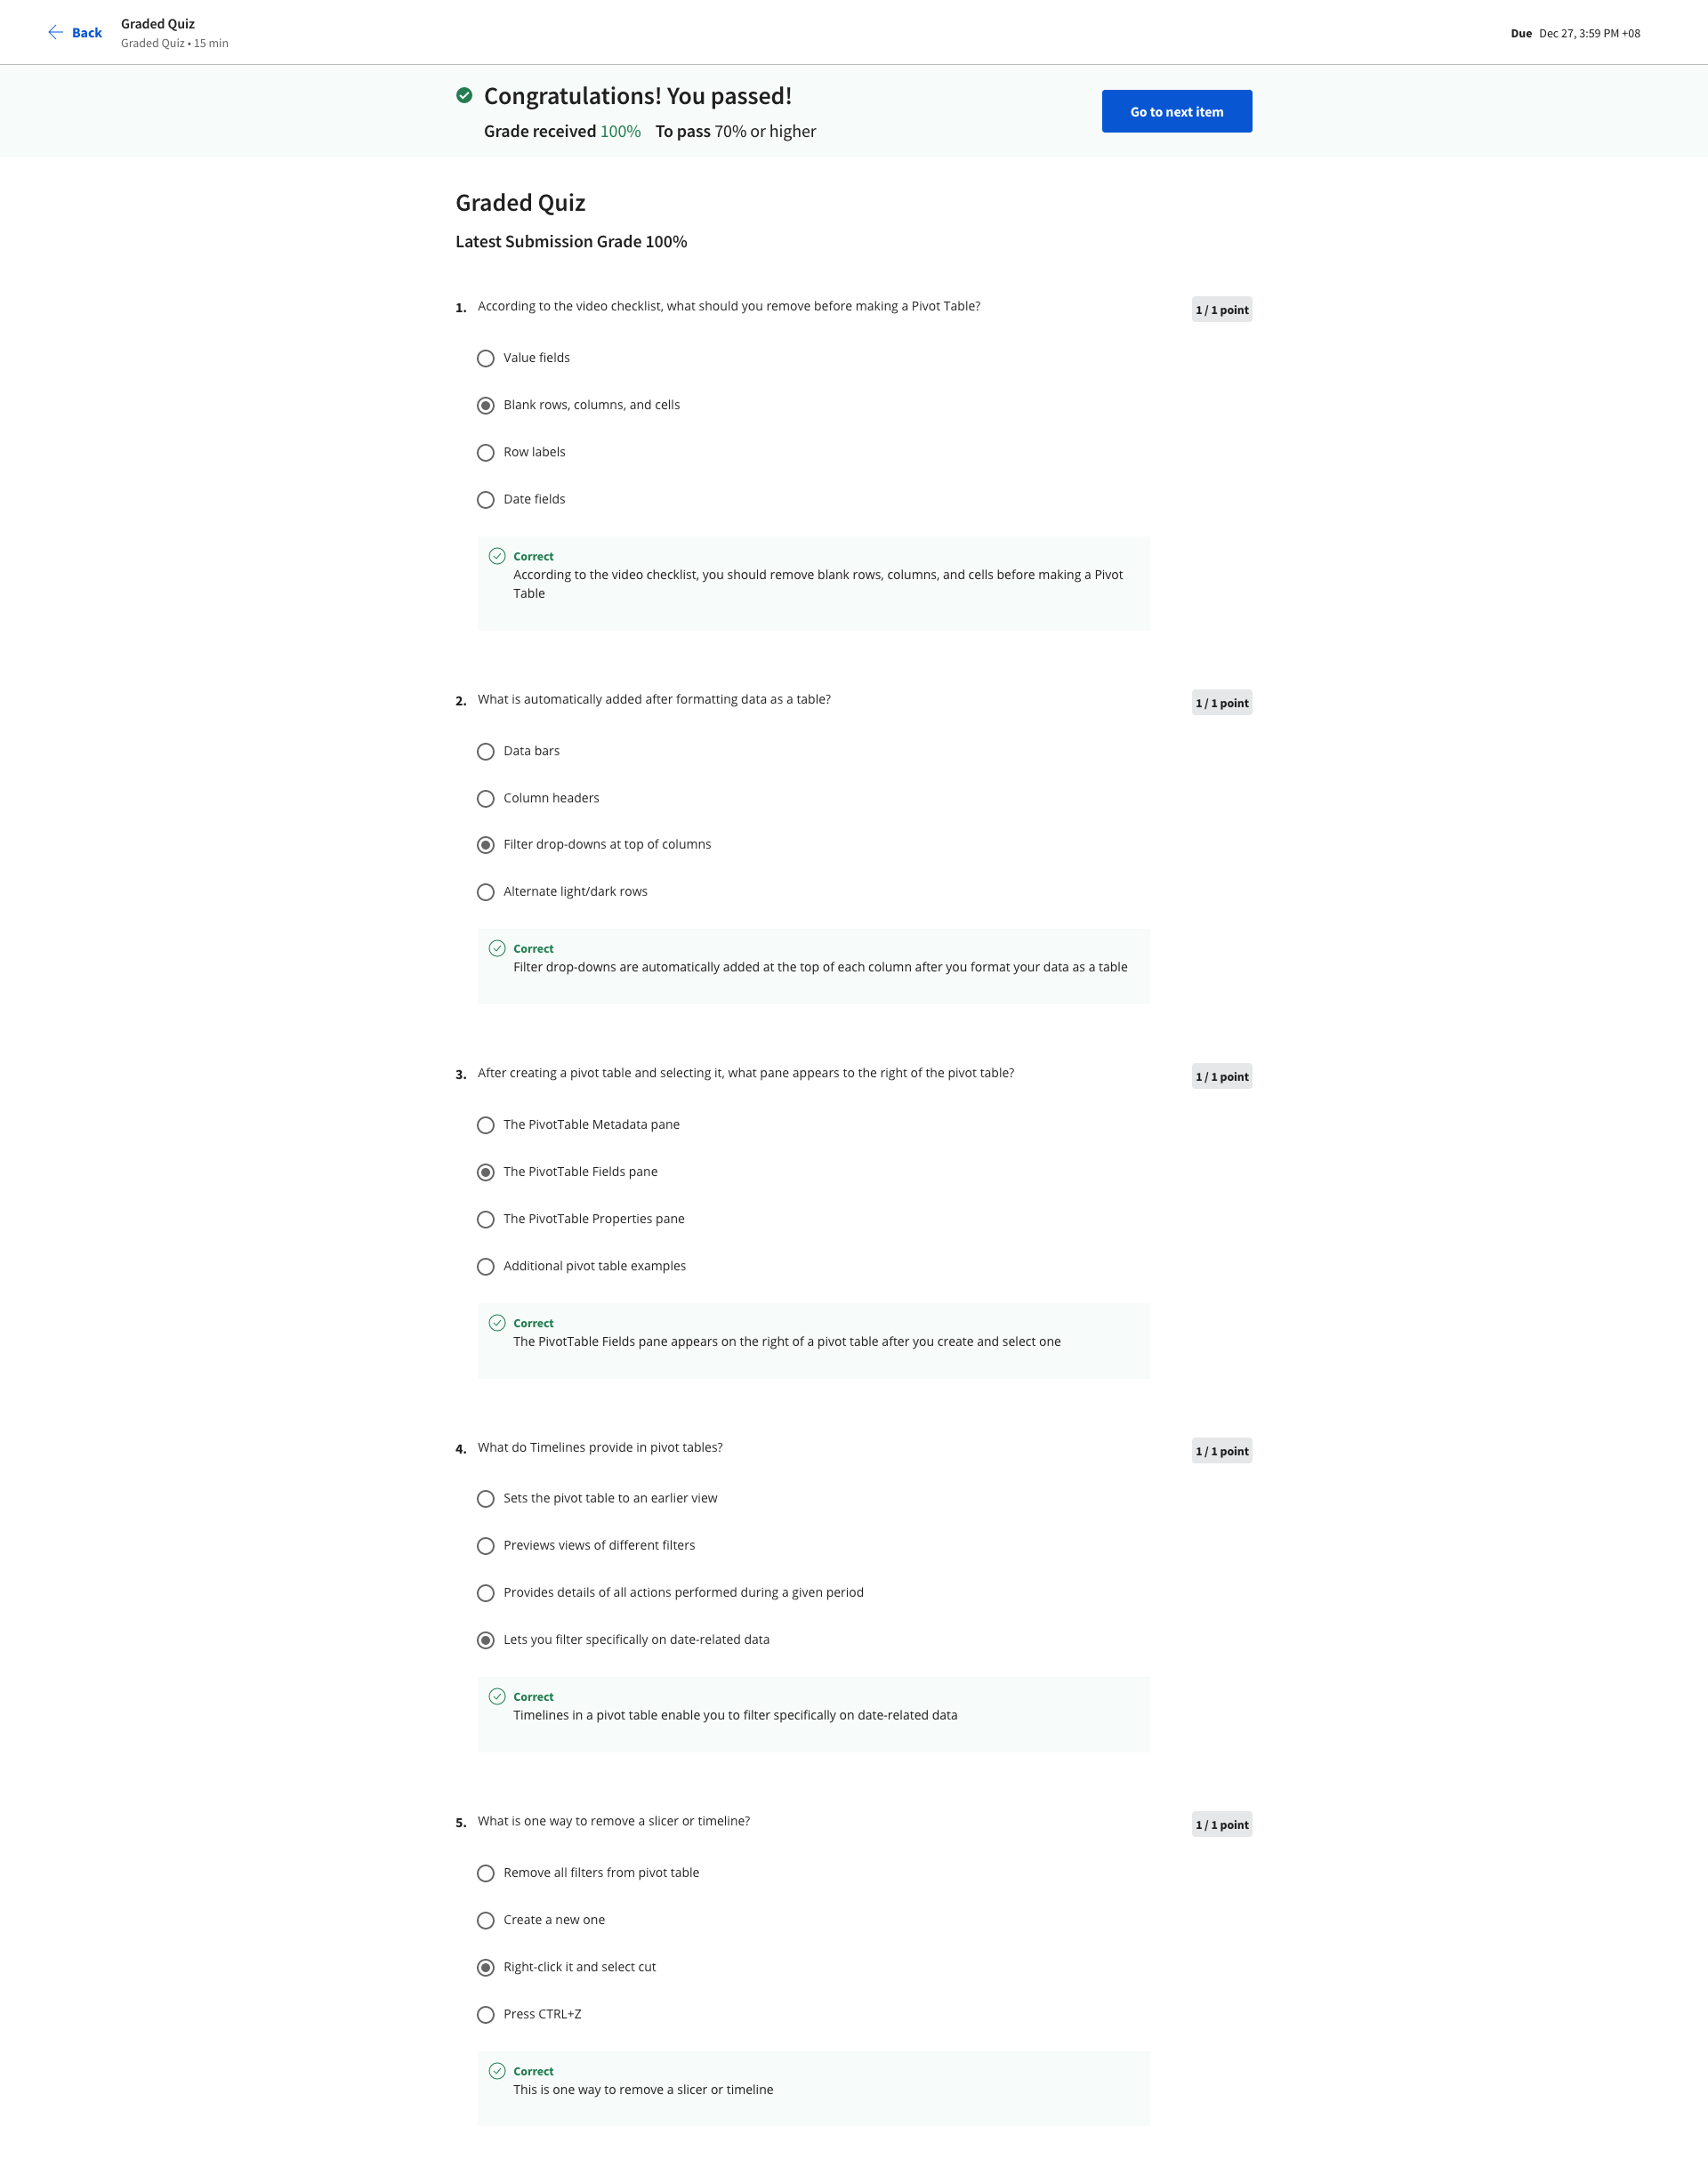 Back
Graded Quiz
Graded Quiz • 15 min
Due Dec 27, 3:59 PM +08
Congratulations! You passed!
Grade received 100% To pass 70% or higher
Go to next item
Graded Quiz
Latest Submission Grade 100%
1. According to the video checklist, what should you remove before making a Pivot Table?
1 / 1 point
Value fields
Blank rows, columns, and cells
Row labels
Date fields
Correct
According to the video checklist, you should remove blank rows, columns, and cells before making a Pivot
Table
2. What is automatically added after formatting data as a table?
1 / 1 point
Data bars
Column headers
Filter drop-downs at top of columns
Alternate light/dark rows
Correct
Filter drop-downs are automatically added at the top of each column after you format your data as a table
3. After creating a pivot table and selecting it, what pane appears to the right of the pivot table?
1 / 1 point
The PivotTable Metadata pane
The PivotTable Fields pane
The PivotTable Properties pane
Additional pivot table examples
Correct
The PivotTable Fields pane appears on the right of a pivot table after you create and select one
4. What do Timelines provide in pivot tables?
1 / 1 point
Sets the pivot table to an earlier view
Previews views of different filters
Provides details of all actions performed during a given period
Lets you filter specifically on date-related data
Correct
Timelines in a pivot table enable you to filter specifically on date-related data
5. What is one way to remove a slicer or timeline?
1 / 1 point
Remove all filters from pivot table
Create a new one
Right-click it and select cut
Press CTRL+Z
Correct
This is one way to remove a slicer or timeline